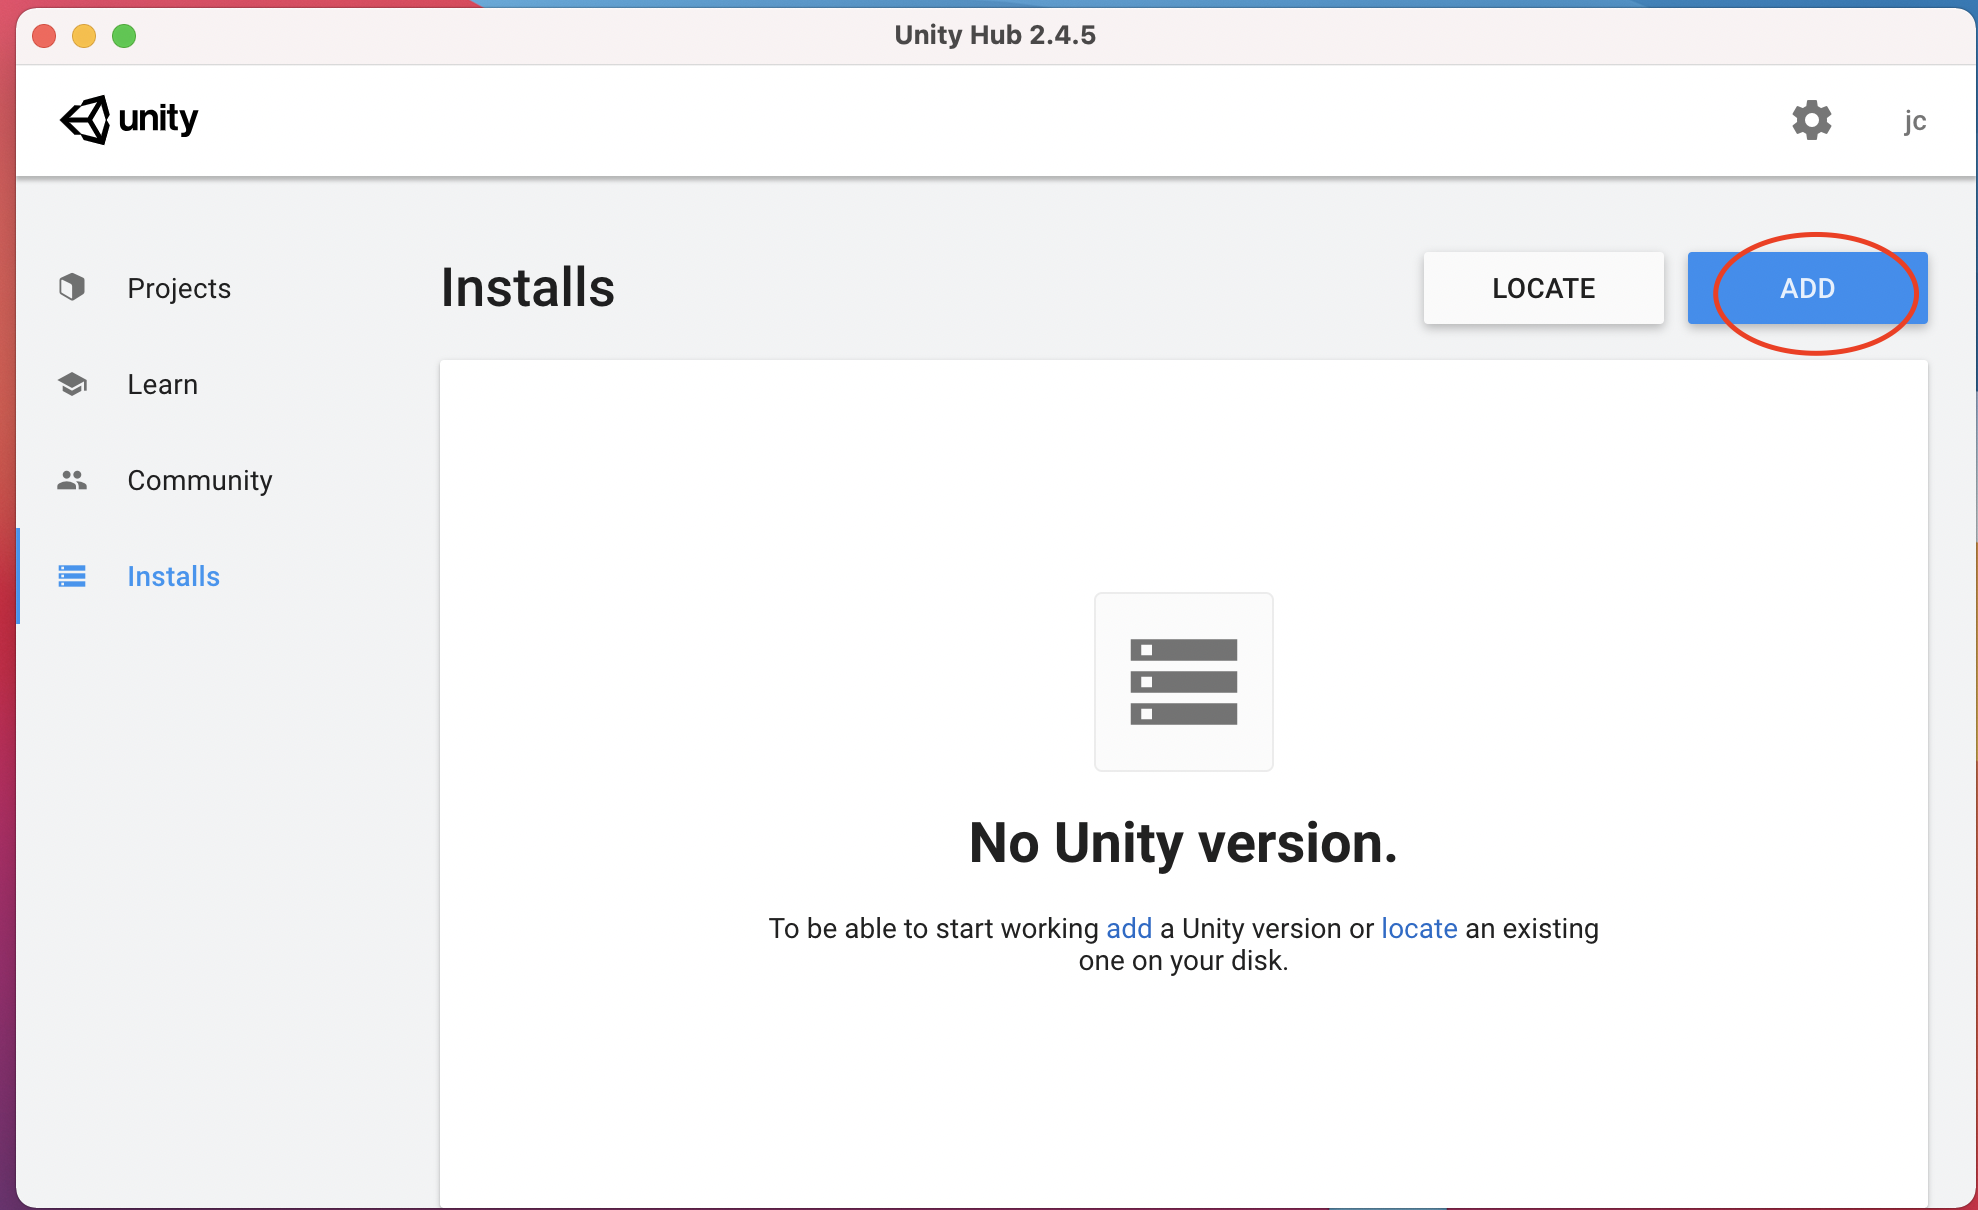 Unity Hub 2.4.5
unity
jc
Projects
Learn
Community
Installs
Installs
LOCATE
ADD
No Unity version.
To be able to start working add a Unity version or locate an existing
one on your disk.